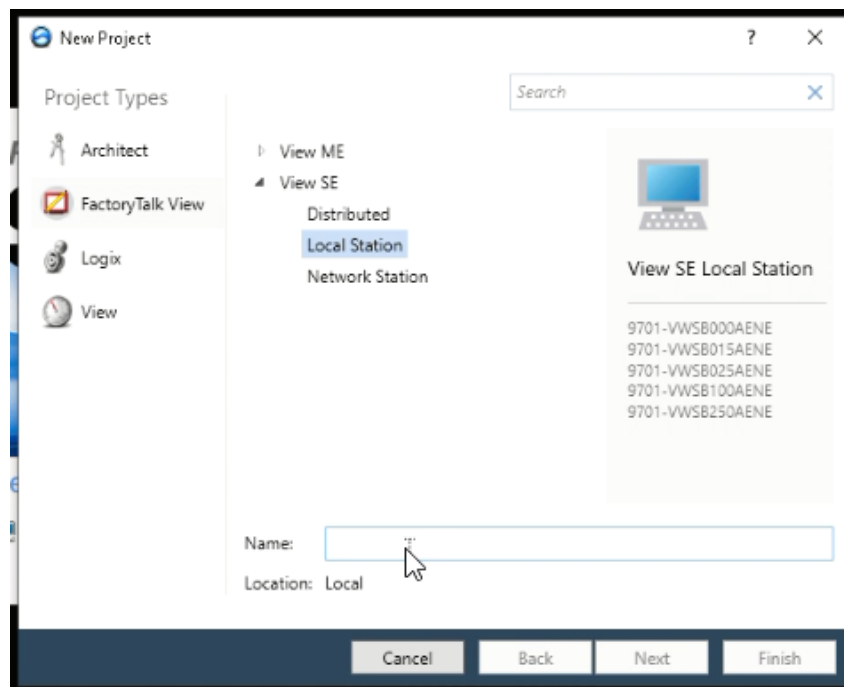 New Project
?
Project Types
Search
Architect
FactoryTalk View
Logix
View
View ME
View SE
Distributed
Local Station
Network Station
View SE Local Station
9701-VWSB000AENE
9701-VWSB015AENE
9701-VWSB025AENE
9701-VWSB100AENE
9701-VWSB250AENE
Name:
Location: Local
Cancel
Back
Next
Finish